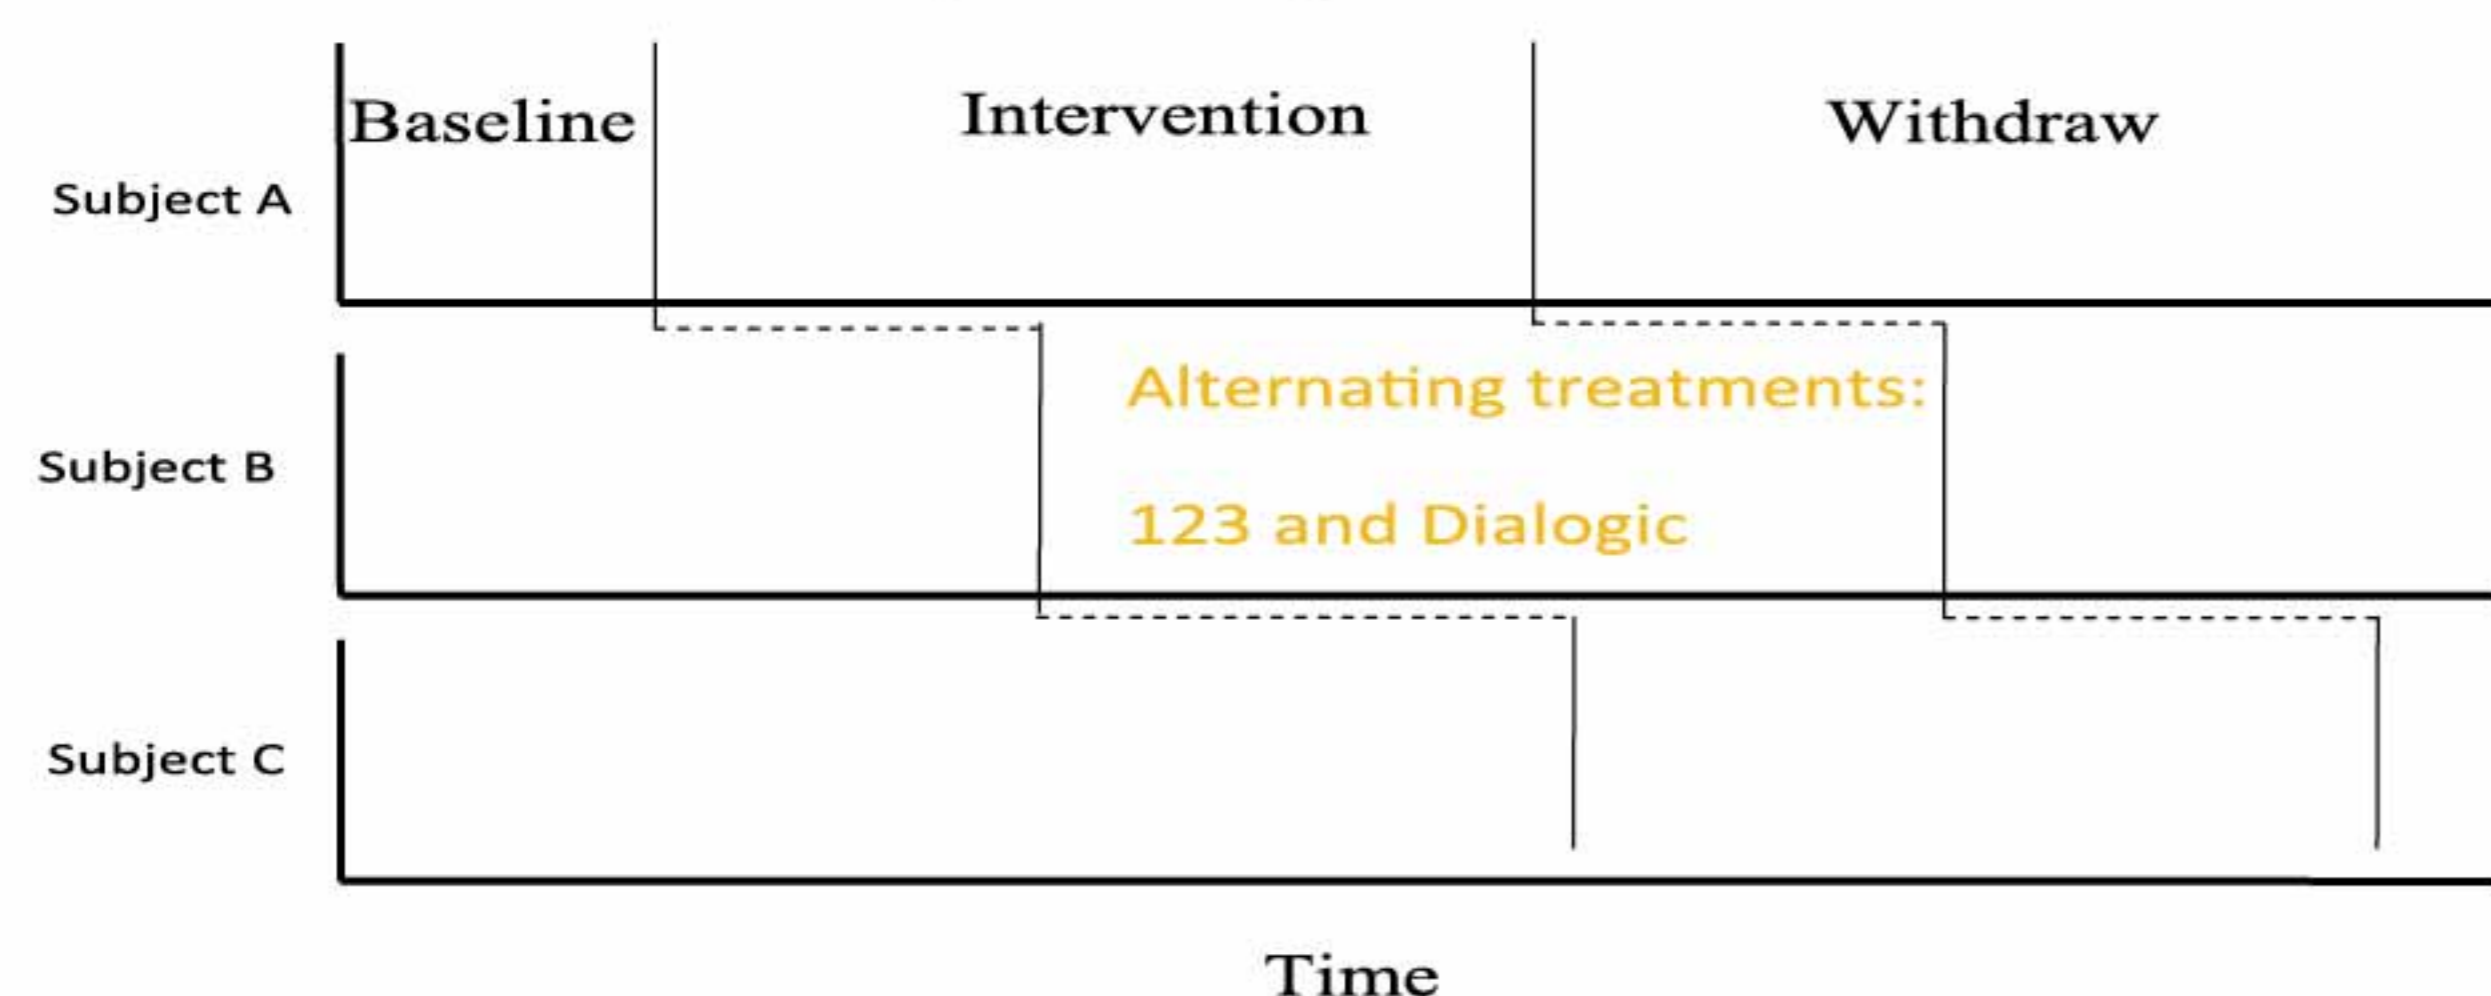 Baseline
Intervention
Withdraw
Subject A
Alternating treatments:
Subject B
123 and Dialogic
Subject C
Time